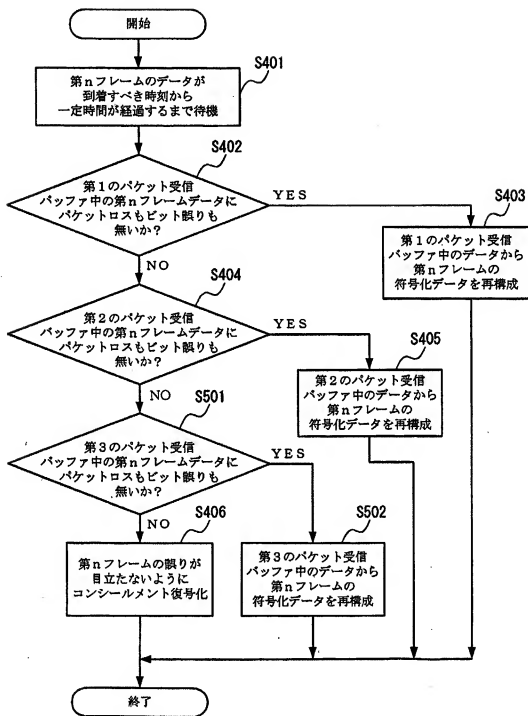 開始
S401
第nフレームのデータが
到着すべき時刻から
一定時間が経過するまで待機
S402
第1のパケット受信
バッファ中の第nフレームデータに
パケットロスもビット誤りも
無いか?
YES
S403
第1のパケット受信
バッファ中のデータから
第nフレームの
符号化データを再構成
NO
S404
第2のパケット受信
バッファ中の第nフレームデータに
パケットロスもビット誤りも
無いか?
YES
S405
第2のパケット受信
バッファ中のデータから
第nフレームの
符号化データを再構成
NO
S501
第3のパケット受信
バッファ中の第nフレームデータに
パケットロスもビット誤りも
無いか?
YES
S502
第3のパケット受信
バッファ中のデータから
第nフレームの
符号化データを再構成
NO
S406
第nフレームの誤りが
目立たないように
コンシールメント復号化
終了